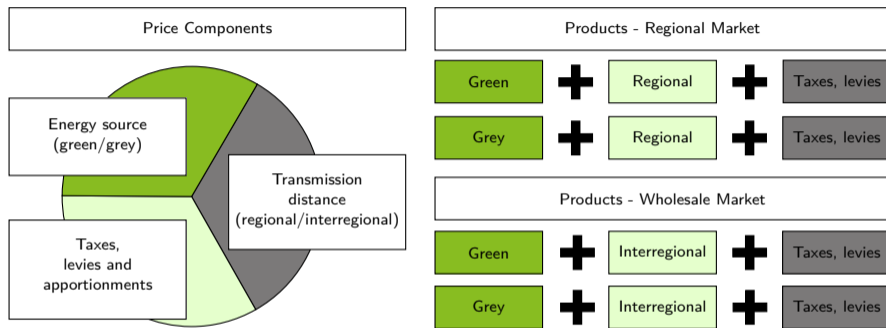 Price Components
Energy source
(green/grey)
Transmission
distance
(regional/interregional)
Taxes,
levies and
apportionments
Products - Regional Market
Green
Regional
Taxes, levies
Grey
Regional
Taxes, levies
Products - Wholesale Market
Green
Interregional
Taxes, levies
Grey
Interregional
Taxes, levies